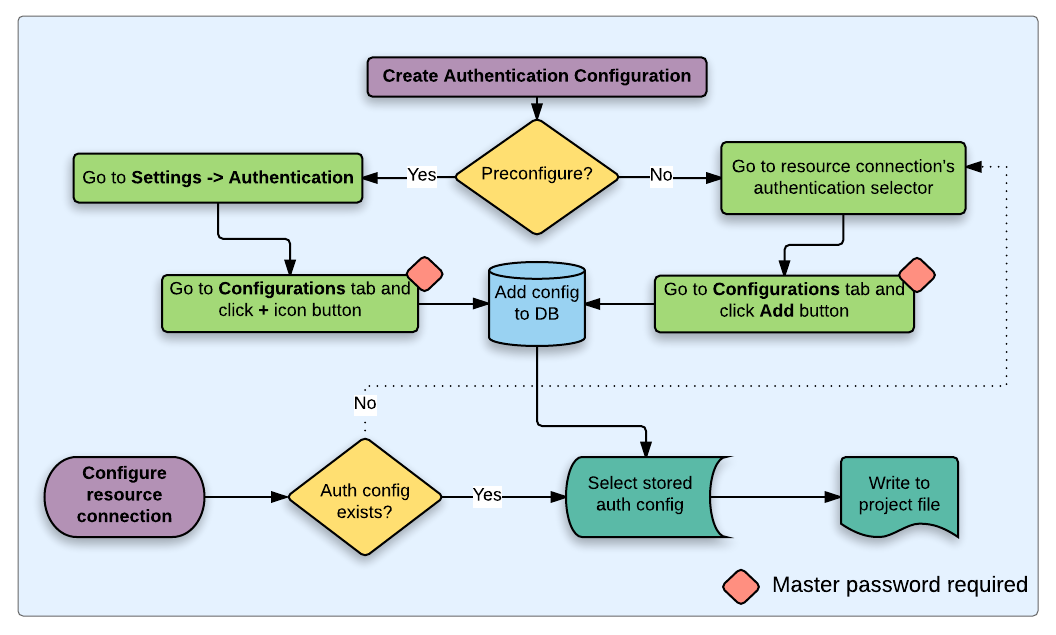 Create Authentication Configuration
Preconfigure?
Yes
No
Go to Settings -> Authentication
Go to resource connection's
authentication selector
Go to Configurations tab and
click + icon button
Add config
to DB
Go to Configurations tab and
click Add button
No
Configure
resource
connection
Auth config
exists?
Yes
Select stored
auth config
Write to
project file
Master password required